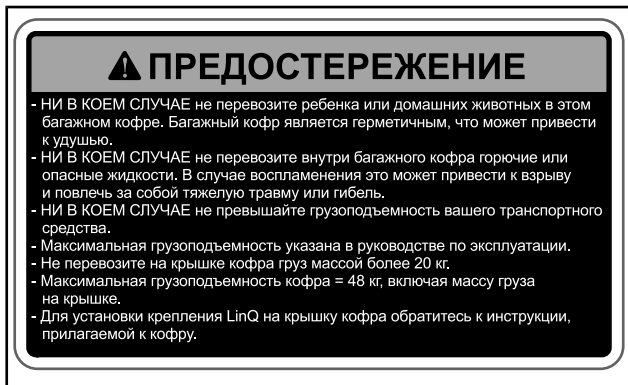 ПРЕДОСТЕРЕЖЕНИЕ
- НИ В КОЕМ СЛУЧАЕ не перевозите ребенка или домашних животных в этом
багажном кофре. Багажный кофр является герметичным, что может привести
к удушью.
- НИ В КОЕМ СЛУЧАЕ не перевозите внутри багажного кофра горючие или
опасные жидкости. В случае воспламенения это может привести к взрыву
и повлечь за собой тяжелую травму или гибель.
- НИ В КОЕМ СЛУЧАЕ не превышайте грузоподъемность вашего транспортного
средства.
- Максимальная грузоподъемность указана в руководстве по эксплуатации.
- Не перевозите на крышке кофра груз массой более 20 кг.
- Максимальная грузоподъемность кофра = 48 кг, включая массу груза
на крышке.
- Для установки крепления LinQ на крышку кофра обратитесь к инструкции,
прилагаемой к кофру.